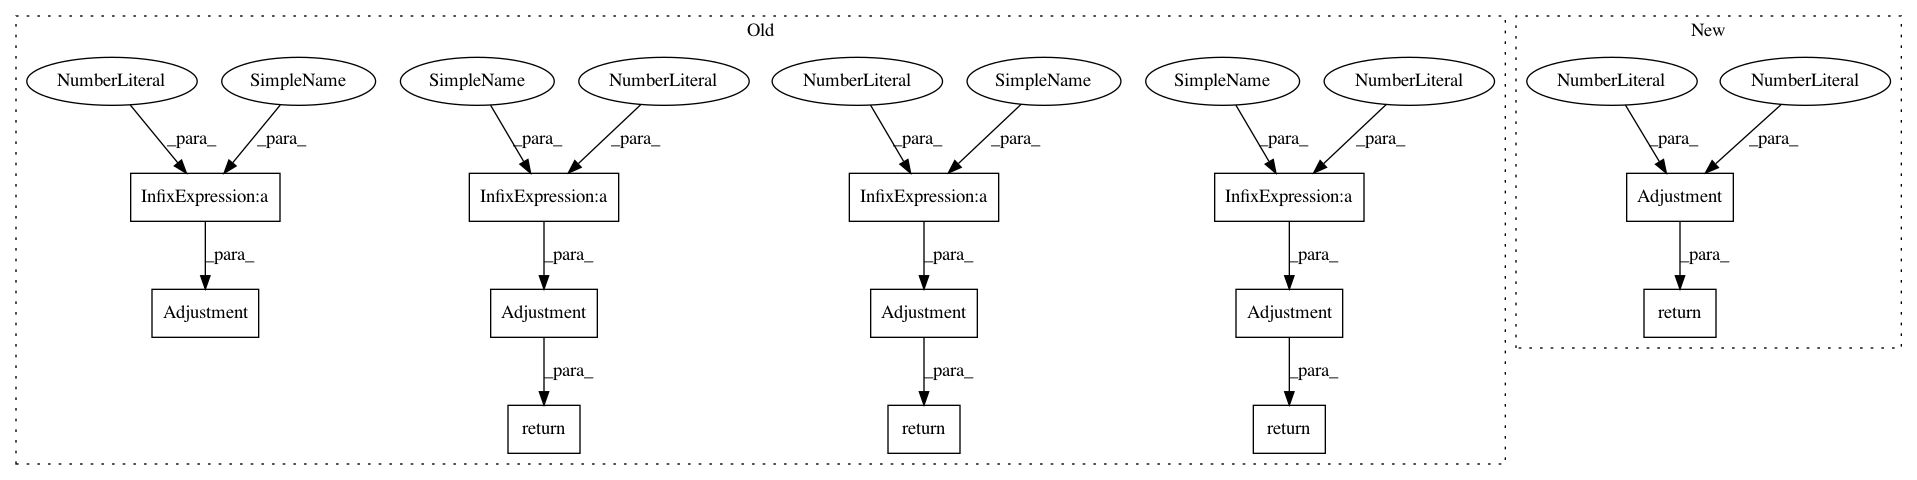 Old
New
NumberLiteral SimpleName SimpleName NumberLiteral NumberLiteral SimpleName SimpleName NumberLiteral NumberLiteral NumberLiteral
_para_ _para_ _para_ _para_ _para_ _para_ _para_ _para_ _para_ _para_
InfixExpression:a InfixExpression:a InfixExpression:a InfixExpression:a Adjustment
_para_ _para_ _para_ _para_ _para_
Adjustment Adjustment Adjustment Adjustment return
_para_ _para_ _para_
return return return